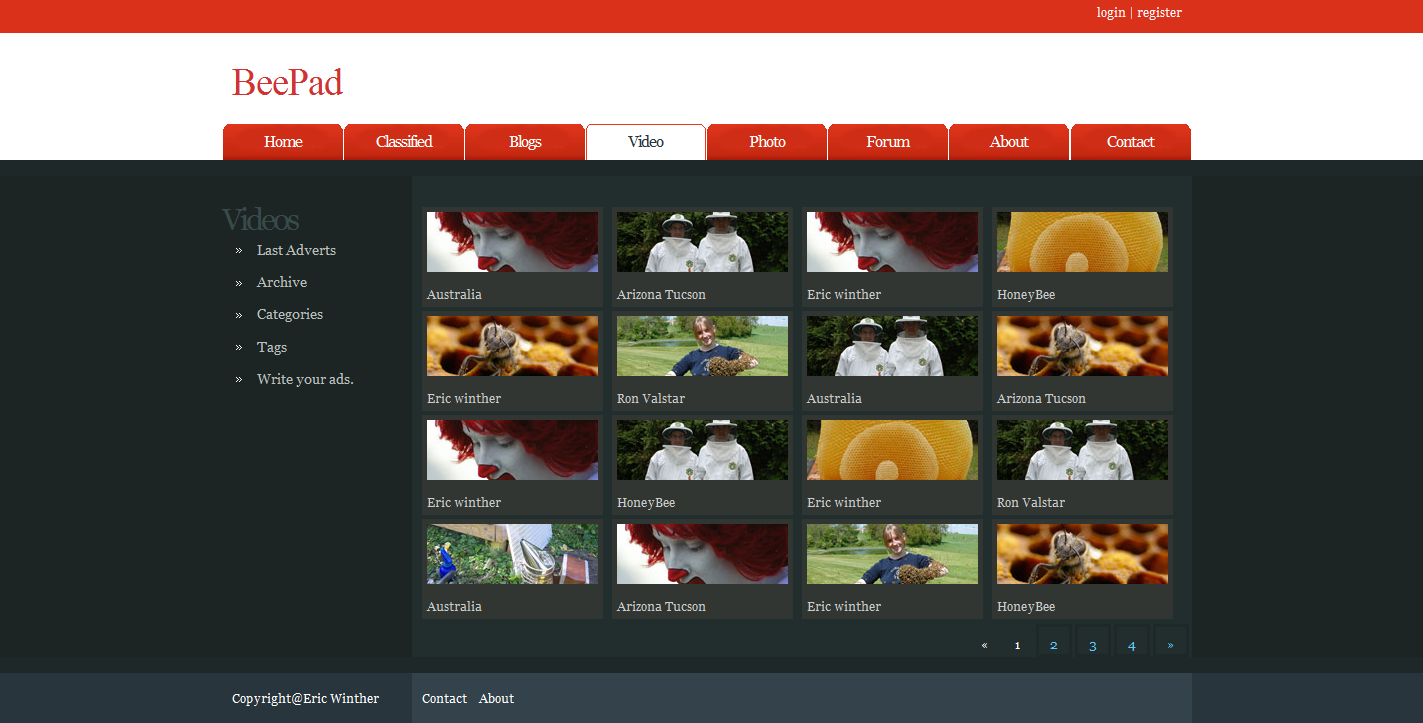 login | register
BeePad
Home Classified Blogs Video Photo Forum About Contact
Videos
» Last Adverts
» Archive
» Categories
» Tags
» Write your ads.
Australia Arizona Tucson Eric winther HoneyBee
Eric winther Ron Valstar Australia Arizona Tucson
Eric winther HoneyBee Eric winther Ron Valstar
Australia Arizona Tucson Eric winther HoneyBee
« 1 2 3 4 »
Copyright@Eric Winther Contact About